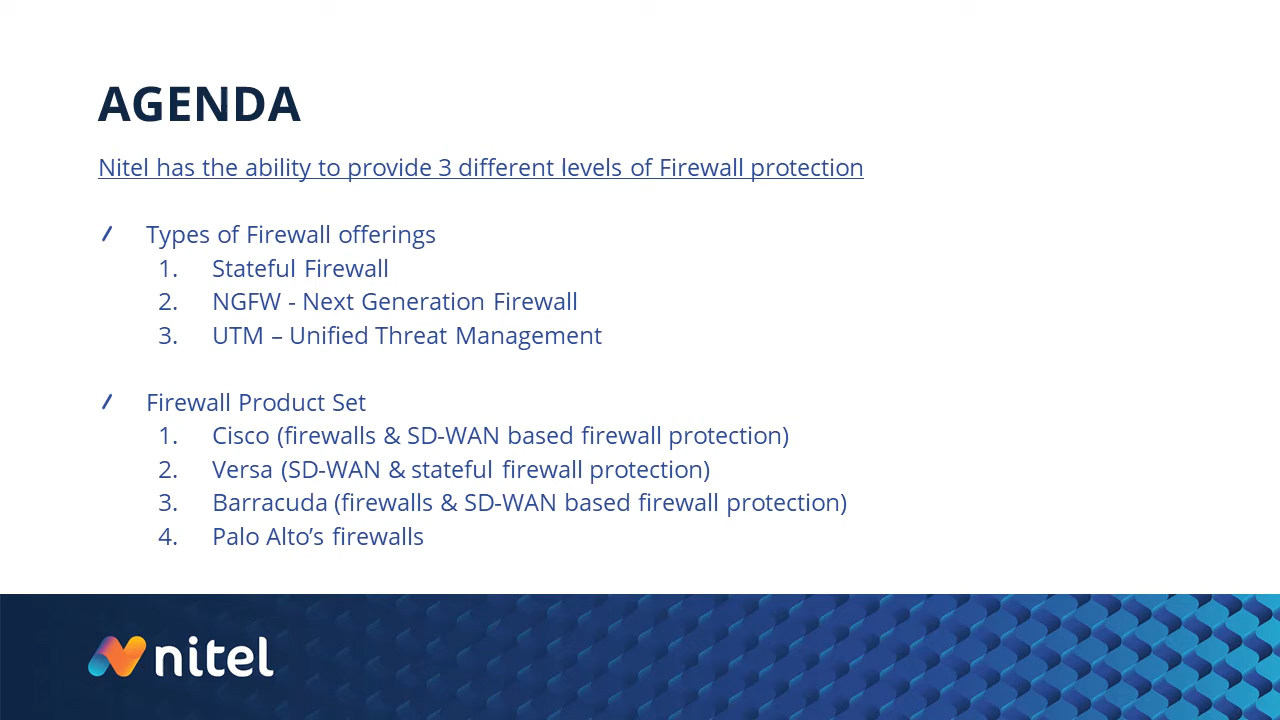 AGENDA
Nitel has the ability to provide 3 different levels of Firewall protection
Types of Firewall offerings
1. Stateful Firewall
2. NGFW - Next Generation Firewall
3. UTM – Unified Threat Management
Firewall Product Set
1. Cisco (firewalls & SD-WAN based firewall protection)
2. Versa (SD-WAN & stateful firewall protection)
3. Barracuda (firewalls & SD-WAN based firewall protection)
4. Palo Alto’s firewalls
nitel